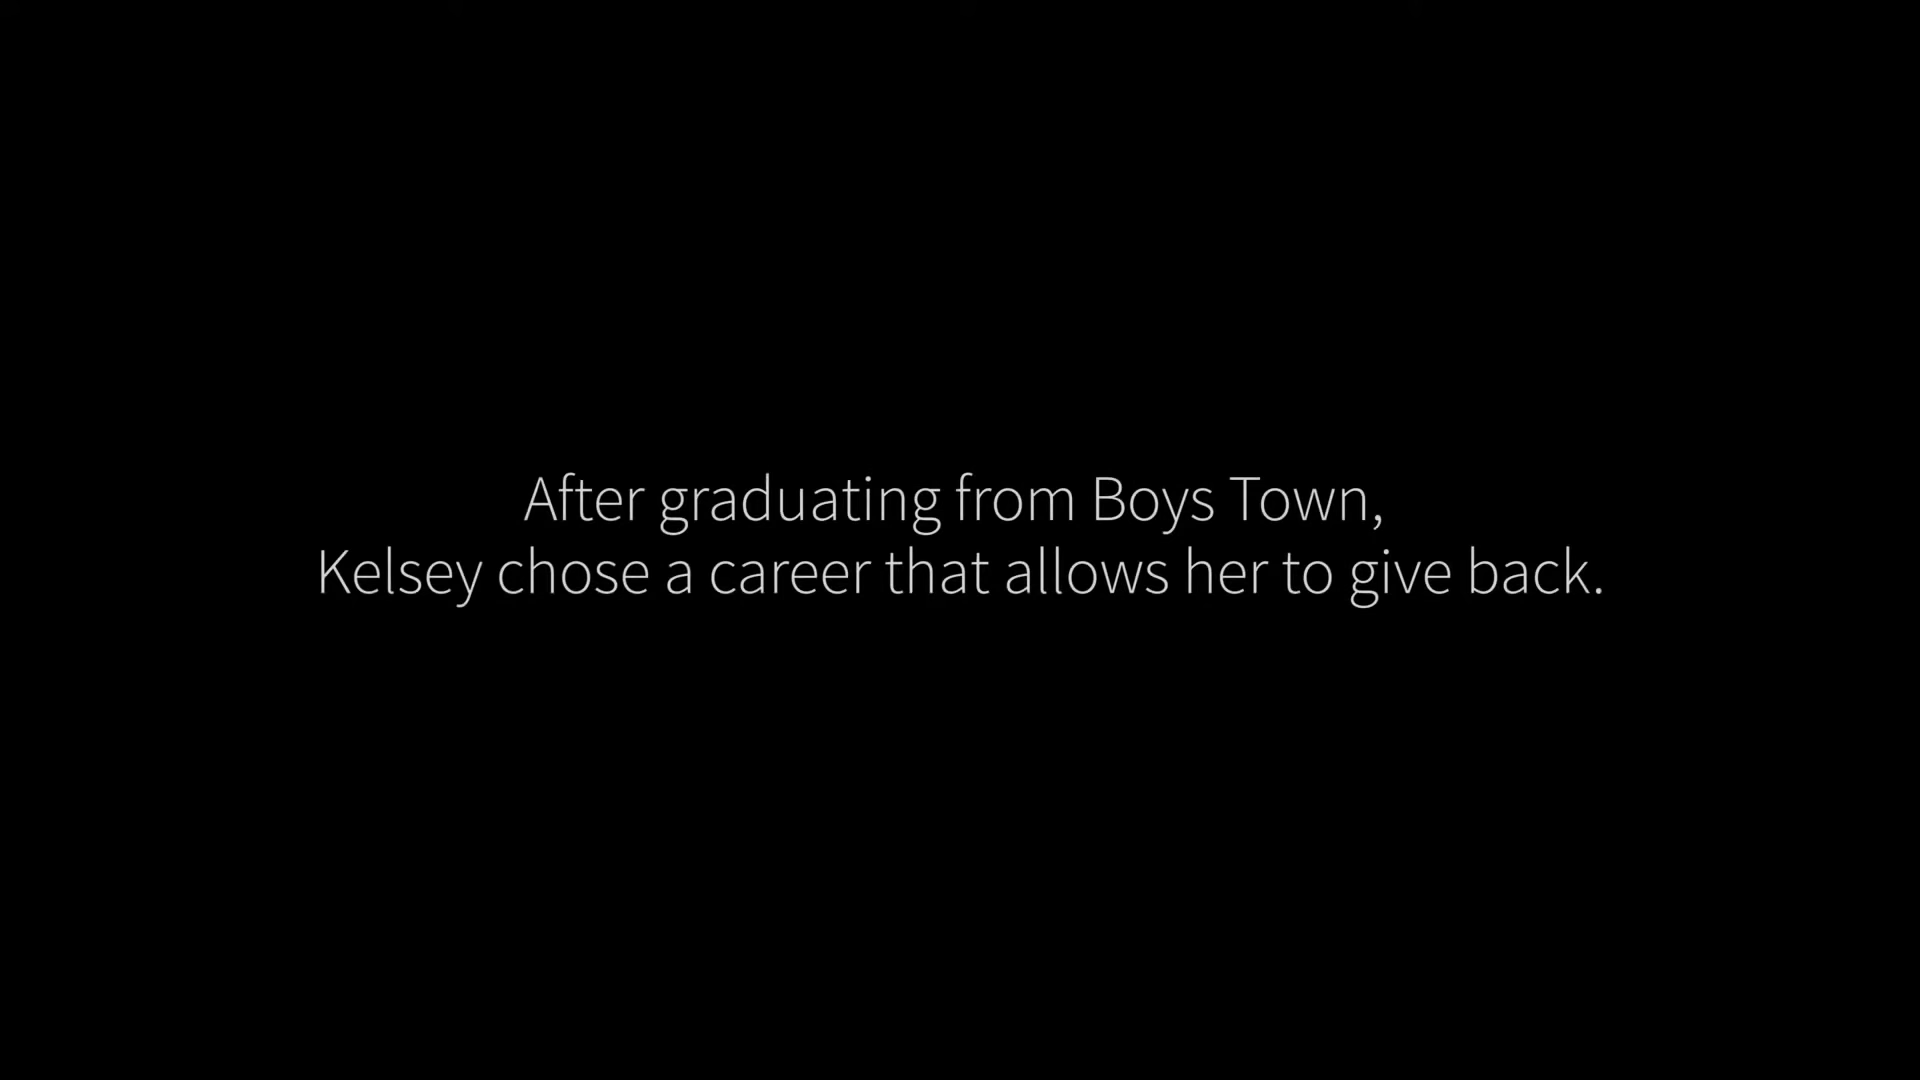 After graduating from Boys Town,
Kelsey chose a career that allows her to give back.